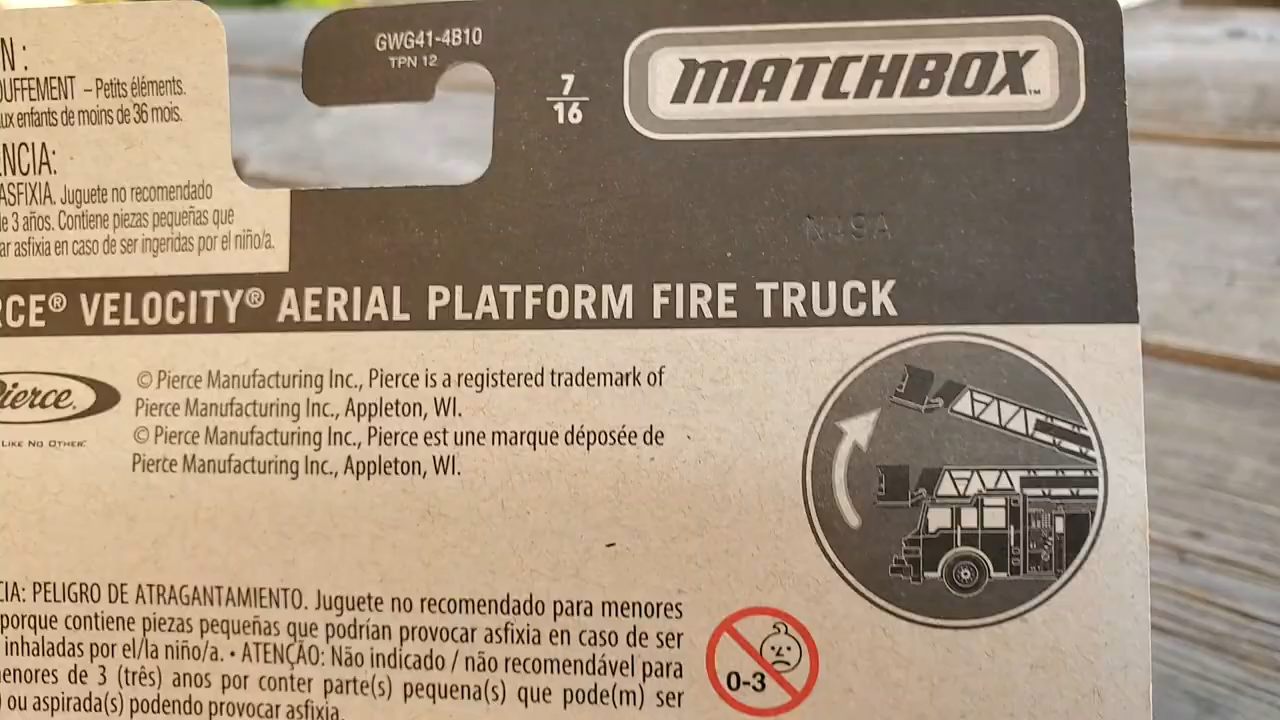 N :
OUFFEMENT – Petits éléments.
ux enfants de moins de 36 mois.
NCIA:
ASFIXIA. Juguete no recomendado
de 3 años. Contiene piezas pequeñas que
ar asfixia en caso de ser ingeridas por el niño/a.
GWG41-4B10
TPN 12
7
16
MATCHBOX™
N49A
RCE® VELOCITY® AERIAL PLATFORM FIRE TRUCK
Pierce.
LIKE NO OTHER.
© Pierce Manufacturing Inc., Pierce is a registered trademark of
Pierce Manufacturing Inc., Appleton, WI.
© Pierce Manufacturing Inc., Pierce est une marque déposée de
Pierce Manufacturing Inc., Appleton, WI.
CIA: PELIGRO DE ATRAGANTAMIENTO. Juguete no recomendado para menores
porque contiene piezas pequeñas que podrían provocar asfixia en caso de ser
inhaladas por el/la niño/a. • ATENÇÃO: Não indicado / não recomendável para
enores de 3 (três) anos por conter parte(s) pequena(s) que pode(m) ser
) ou aspirada(s) podendo provocar asfixia.
0-3